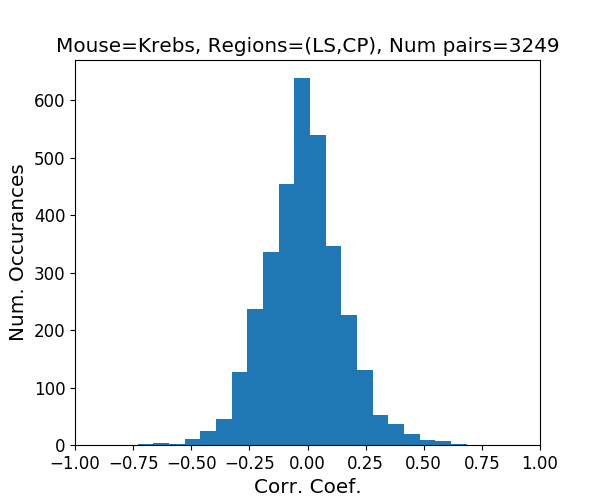 Mouse=Krebs, Regions=(LS,CP), Num pairs=3249
600
500
400
300
200
100
0
Num. Occurances
−1.00 −0.75 −0.50 −0.25 0.00 0.25 0.50 0.75 1.00
Corr. Coef.